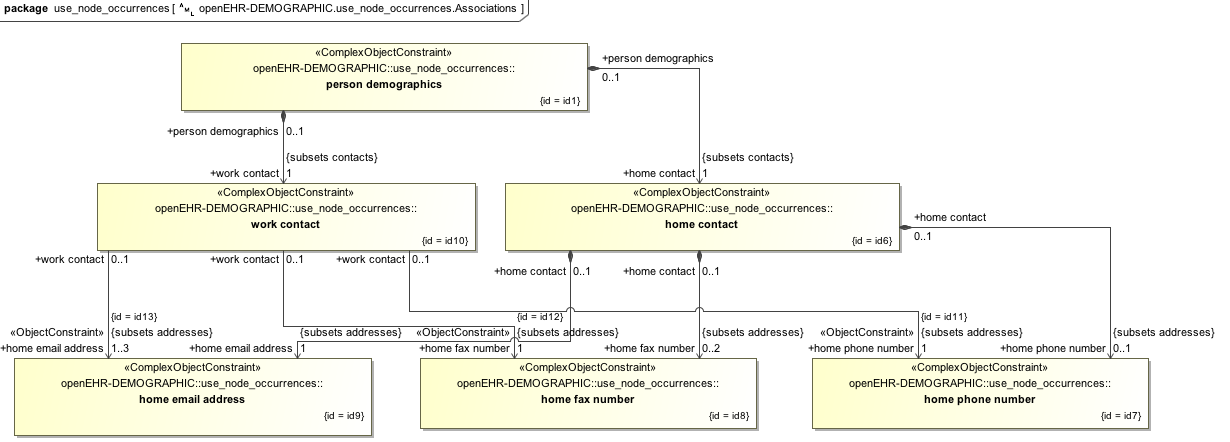 package use_node_occurrences [ openEHR-DEMOGRAPHIC.use_node_occurrences.Associations ]
«ComplexObjectConstraint»
openEHR-DEMOGRAPHIC::use_node_occurrences::
person demographics
{id = id1}
+person demographics
0..1
+person demographics 0..1
{subsets contacts}
+work contact 1
{subsets contacts}
+home contact 1
«ComplexObjectConstraint»
openEHR-DEMOGRAPHIC::use_node_occurrences::
work contact
{id = id10}
«ComplexObjectConstraint»
openEHR-DEMOGRAPHIC::use_node_occurrences::
home contact
{id = id6}
+home contact
0..1
+work contact 0..1
+work contact 0..1
+work contact 0..1
+home contact 0..1
+home contact 0..1
{id = id13}
«ObjectConstraint» {subsets addresses}
+home email address 1..3
{subsets addresses}
+home email address 1
{id = id12}
«ObjectConstraint» {subsets addresses}
+home fax number 1
{subsets addresses}
+home fax number 0..2
{id = id11}
«ObjectConstraint» {subsets addresses}
+home phone number 1
{subsets addresses}
+home phone number 0..1
«ComplexObjectConstraint»
openEHR-DEMOGRAPHIC::use_node_occurrences::
home email address
{id = id9}
«ComplexObjectConstraint»
openEHR-DEMOGRAPHIC::use_node_occurrences::
home fax number
{id = id8}
«ComplexObjectConstraint»
openEHR-DEMOGRAPHIC::use_node_occurrences::
home phone number
{id = id7}